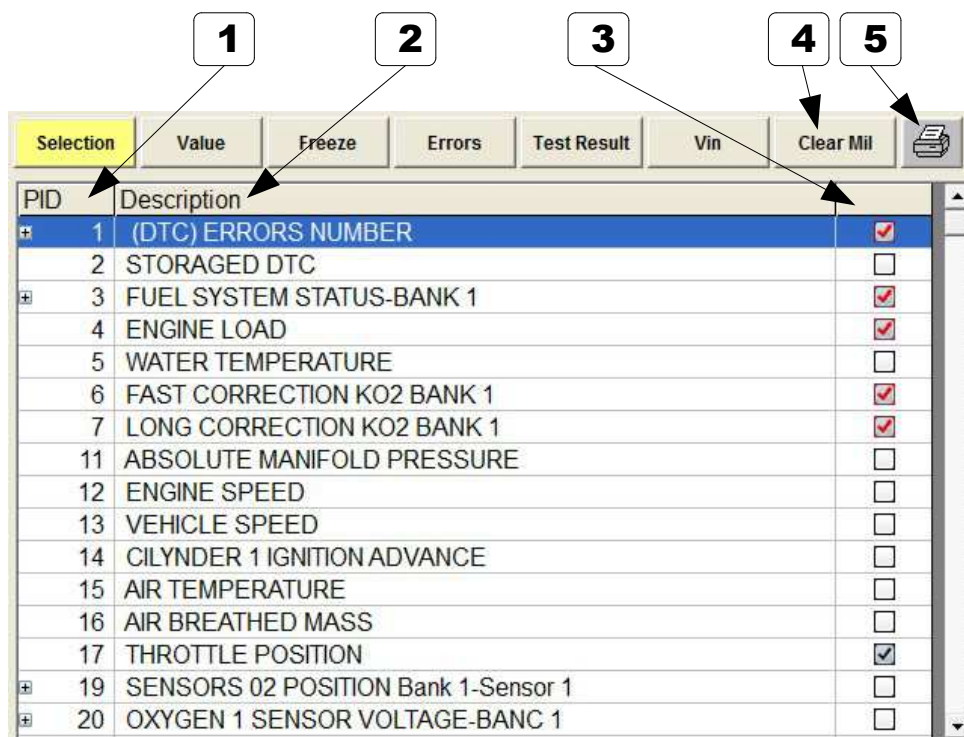 1 2 3 4 5
Selection Value Freeze Errors Test Result Vin Clear Mil
PID Description
1 (DTC) ERRORS NUMBER
2 STORAGED DTC
3 FUEL SYSTEM STATUS-BANK 1
4 ENGINE LOAD
5 WATER TEMPERATURE
6 FAST CORRECTION KO2 BANK 1
7 LONG CORRECTION KO2 BANK 1
11 ABSOLUTE MANIFOLD PRESSURE
12 ENGINE SPEED
13 VEHICLE SPEED
14 CILYNDER 1 IGNITION ADVANCE
15 AIR TEMPERATURE
16 AIR BREATHED MASS
17 THROTTLE POSITION
19 SENSORS 02 POSITION Bank 1-Sensor 1
20 OXYGEN 1 SENSOR VOLTAGE-BANC 1